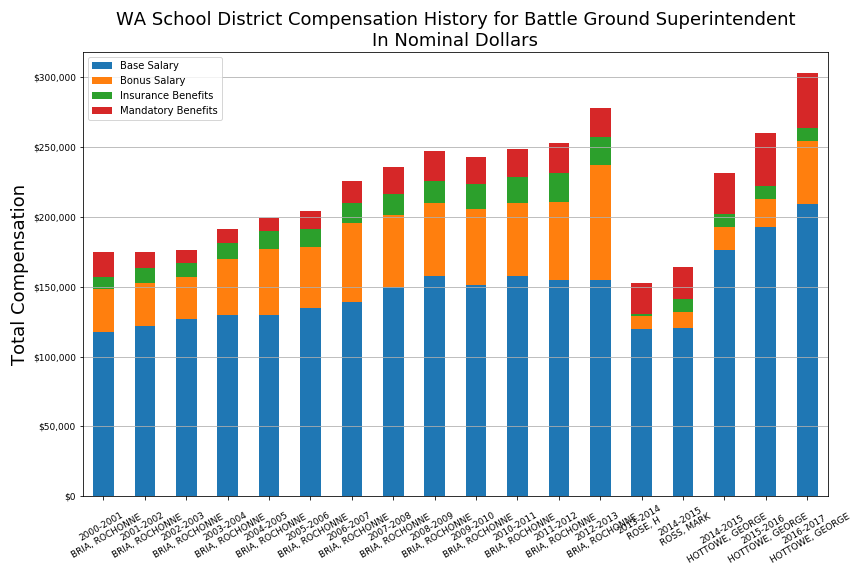 WA School District Compensation History for Battle Ground Superintendent
In Nominal Dollars
Base Salary
Bonus Salary
Insurance Benefits
Mandatory Benefits
Total Compensation
$300,000
$250,000
$200,000
$150,000
$100,000
$50,000
$0
2000-2001
BRIA, ROCHONNE
2001-2002
BRIA, ROCHONNE
2002-2003
BRIA, ROCHONNE
2003-2004
BRIA, ROCHONNE
2004-2005
BRIA, ROCHONNE
2005-2006
BRIA, ROCHONNE
2006-2007
BRIA, ROCHONNE
2007-2008
BRIA, ROCHONNE
2008-2009
BRIA, ROCHONNE
2009-2010
BRIA, ROCHONNE
2010-2011
BRIA, ROCHONNE
2011-2012
BRIA, ROCHONNE
2012-2013
BRIA, ROCHONNE
2013-2014
ROSE, H
2014-2015
ROSS, MARK
2014-2015
HOTTOWE, GEORGE
2015-2016
HOTTOWE, GEORGE
2016-2017
HOTTOWE, GEORGE